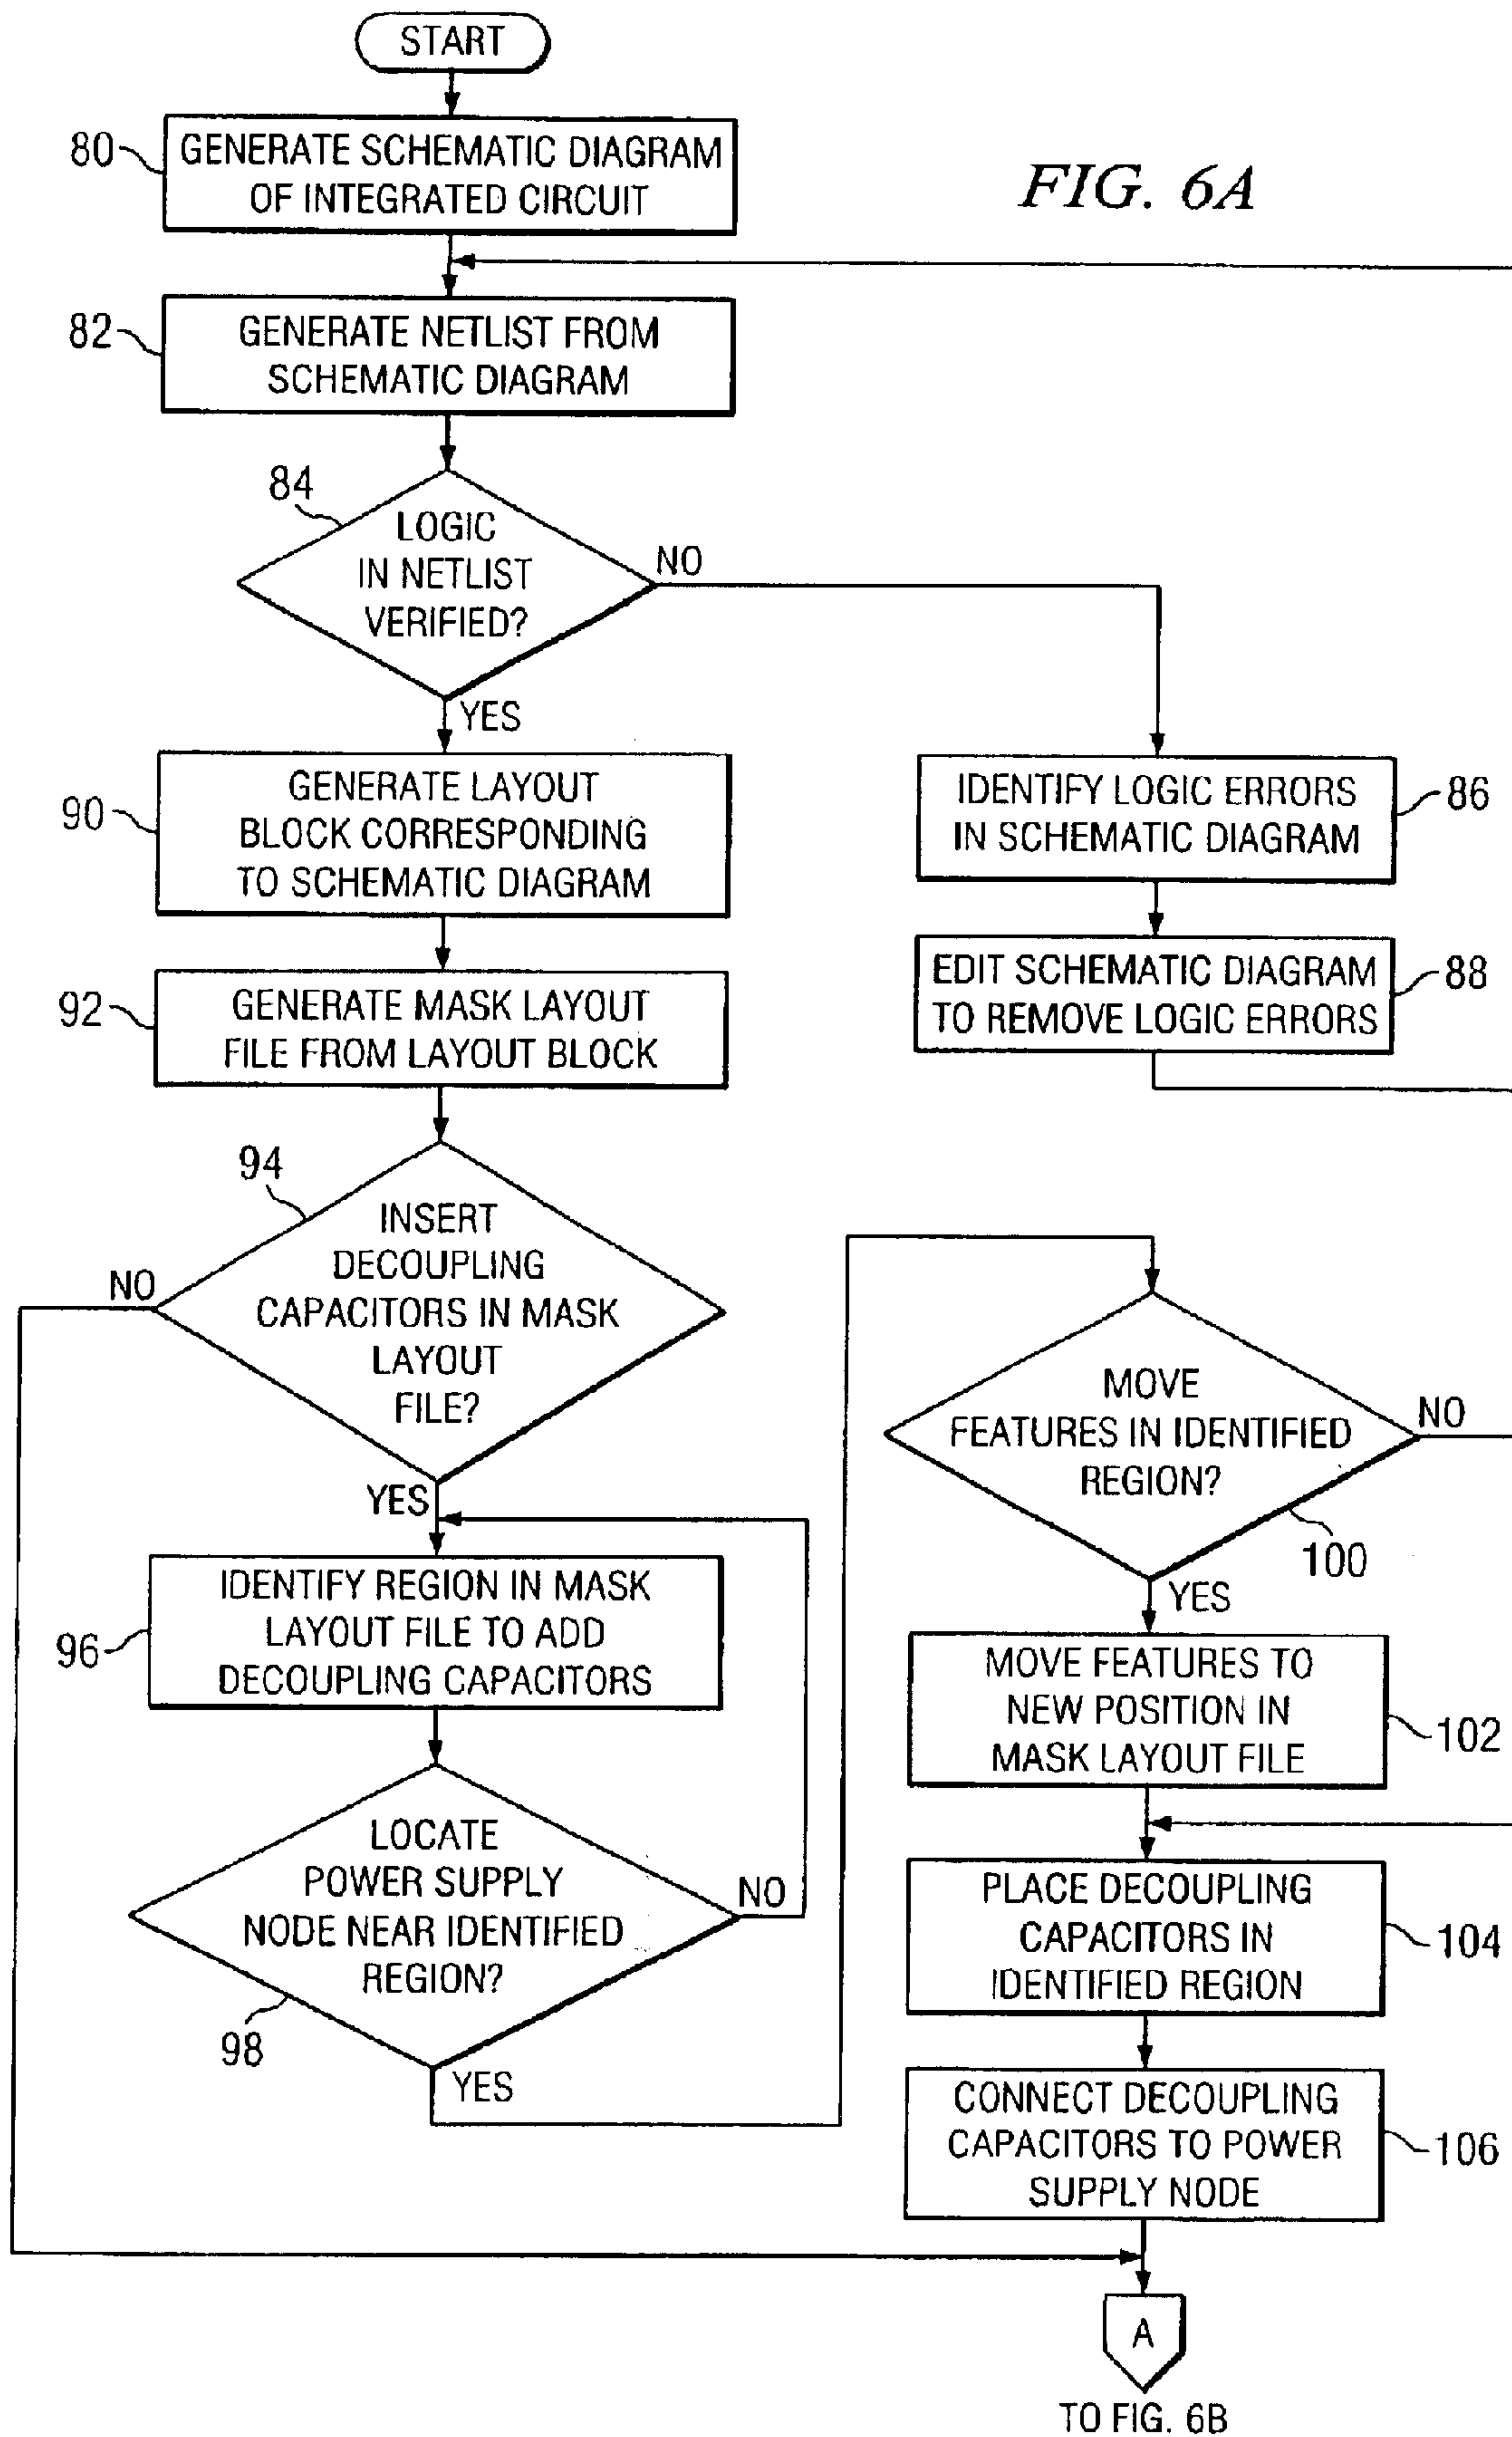 START
FIG. 6A
80
GENERATE SCHEMATIC DIAGRAM
OF INTEGRATED CIRCUIT
82
GENERATE NETLIST FROM
SCHEMATIC DIAGRAM
84
LOGIC
IN NETLIST
VERIFIED?
NO
YES
90
GENERATE LAYOUT
BLOCK CORRESPONDING
TO SCHEMATIC DIAGRAM
IDENTIFY LOGIC ERRORS
IN SCHEMATIC DIAGRAM
86
92
GENERATE MASK LAYOUT
FILE FROM LAYOUT BLOCK
EDIT SCHEMATIC DIAGRAM
TO REMOVE LOGIC ERRORS
88
94
INSERT
DECOUPLING
CAPACITORS IN MASK
LAYOUT
FILE?
NO
YES
96
IDENTIFY REGION IN MASK
LAYOUT FILE TO ADD
DECOUPLING CAPACITORS
LOCATE
POWER SUPPLY
NODE NEAR IDENTIFIED
REGION?
NO
98
YES
MOVE
FEATURES IN IDENTIFIED
REGION?
NO
100
YES
MOVE FEATURES TO
NEW POSITION IN
MASK LAYOUT FILE
102
PLACE DECOUPLING
CAPACITORS IN
IDENTIFIED REGION
104
CONNECT DECOUPLING
CAPACITORS TO POWER
SUPPLY NODE
106
A
TO FIG. 6B